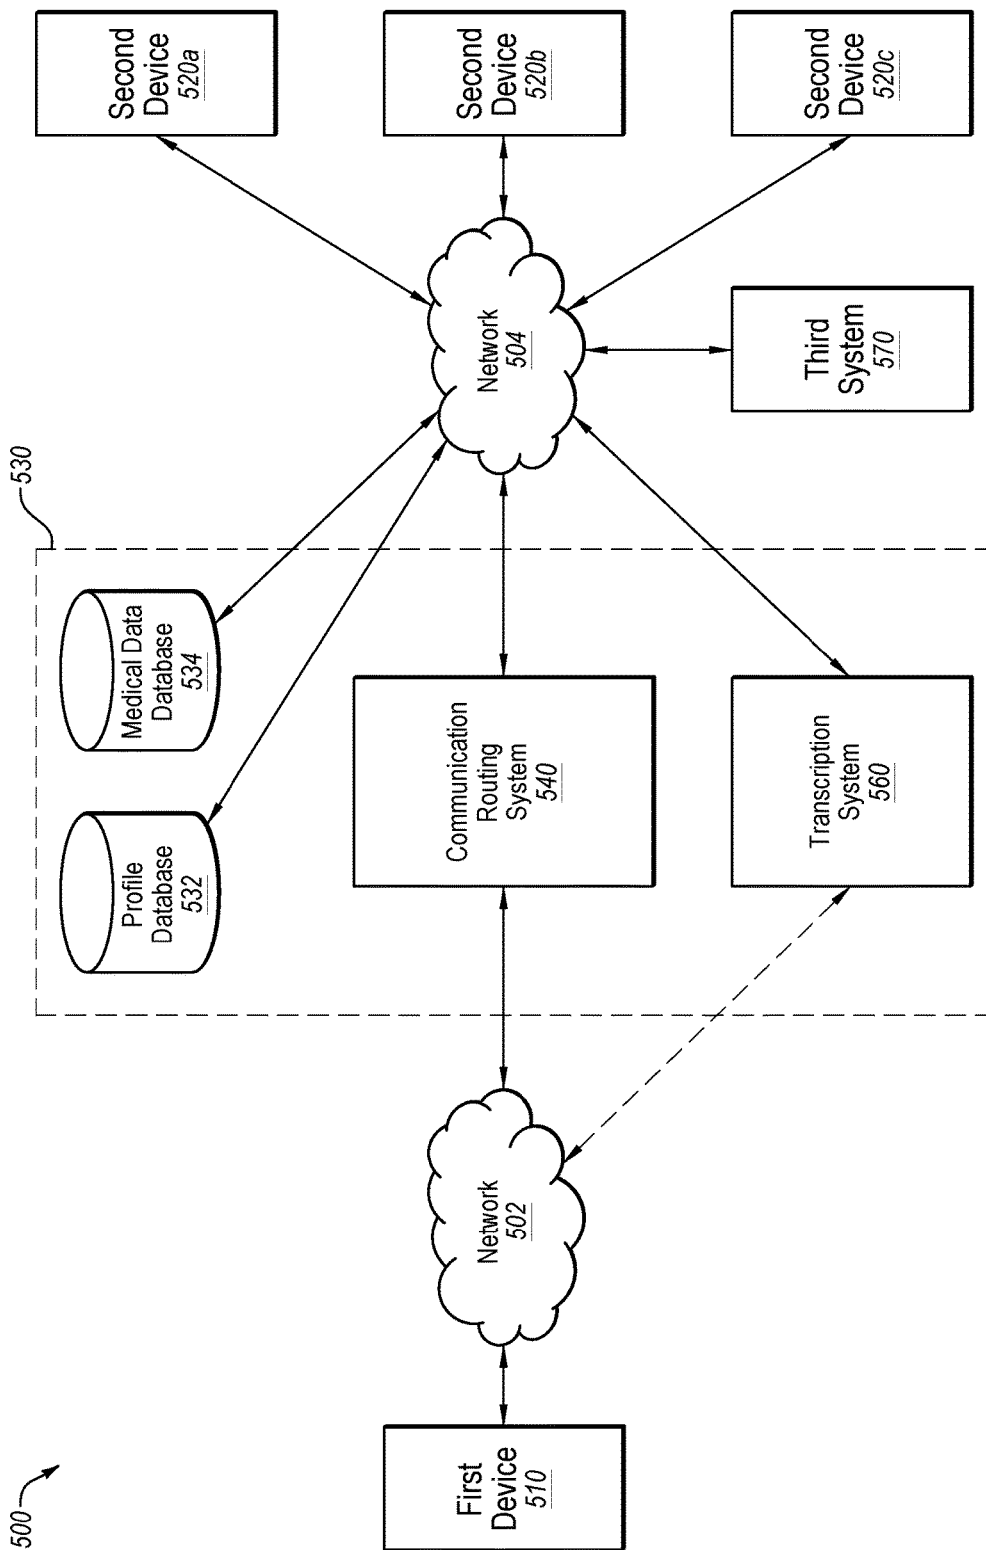 500
530
First
Device
510
Network
502
Profile
Database
532
Medical Data
Database
534
Communication
Routing
System
540
Transcription
System
560
Network
504
Third
System
570
Second
Device
520a
Second
Device
520b
Second
Device
520c